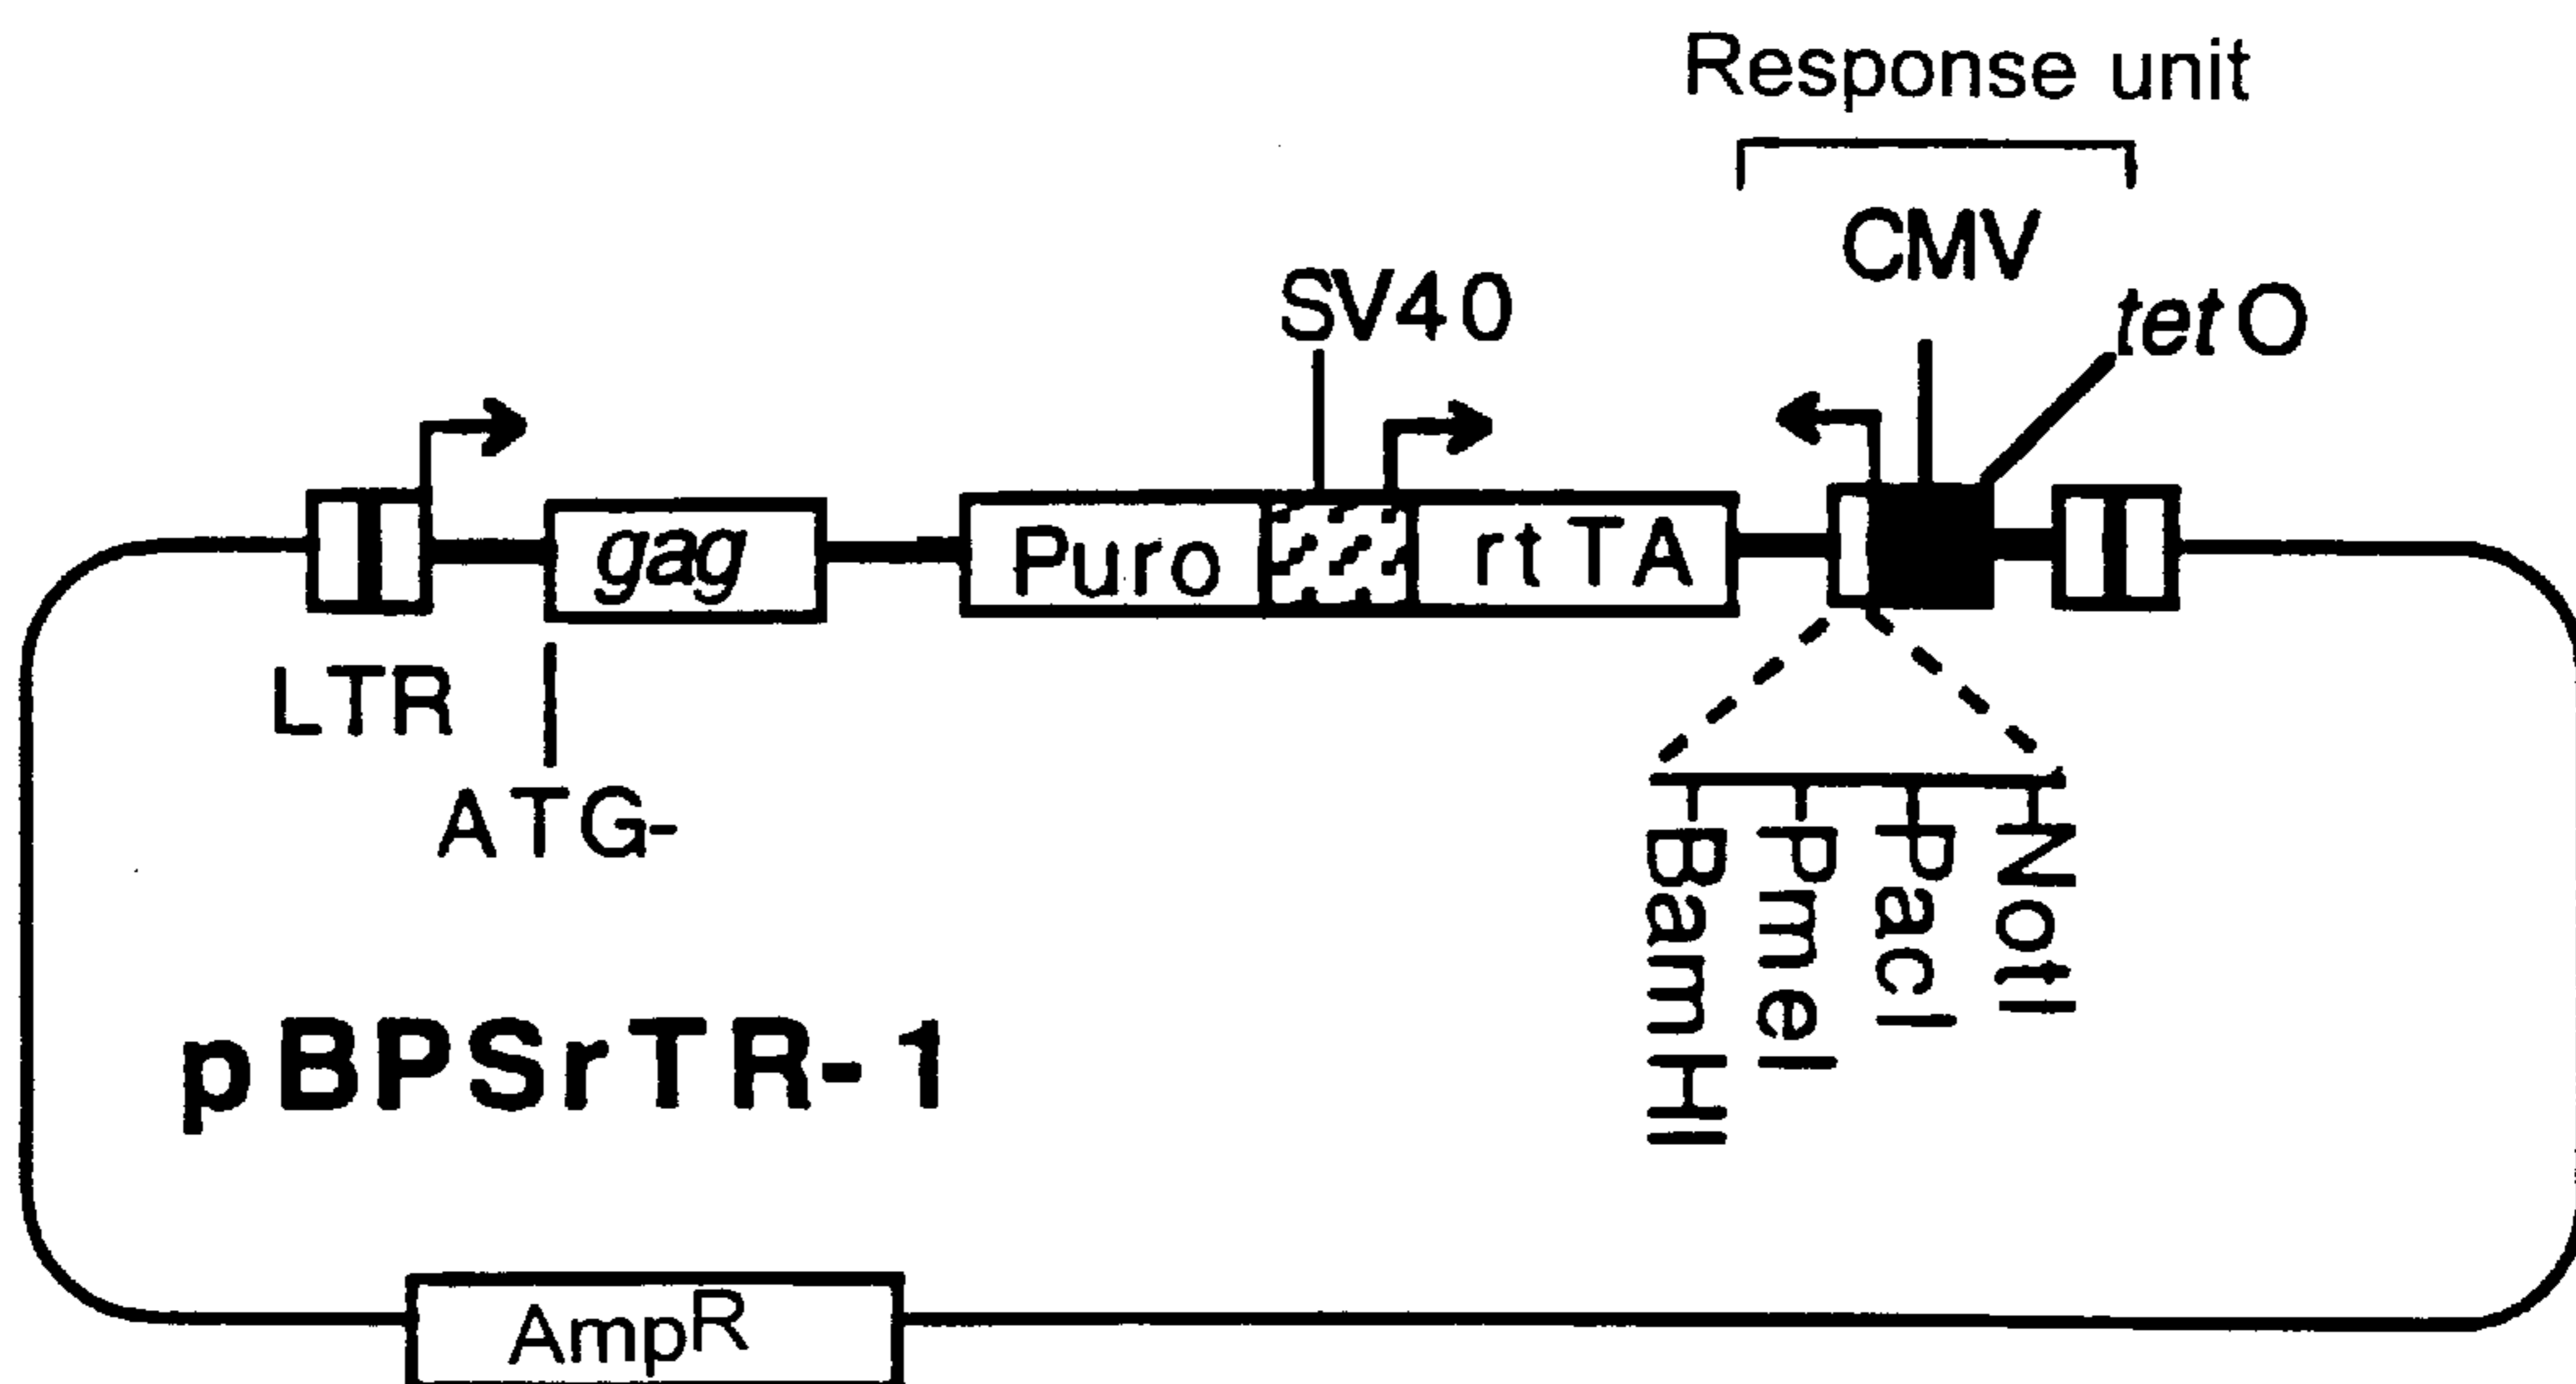 Response unit
CMV
SV40
tetO
gag
Puro
rtTA
LTR
ATG-
BamHI
PmeI
PacI
NotI
pBPSrTR-1
AmpR